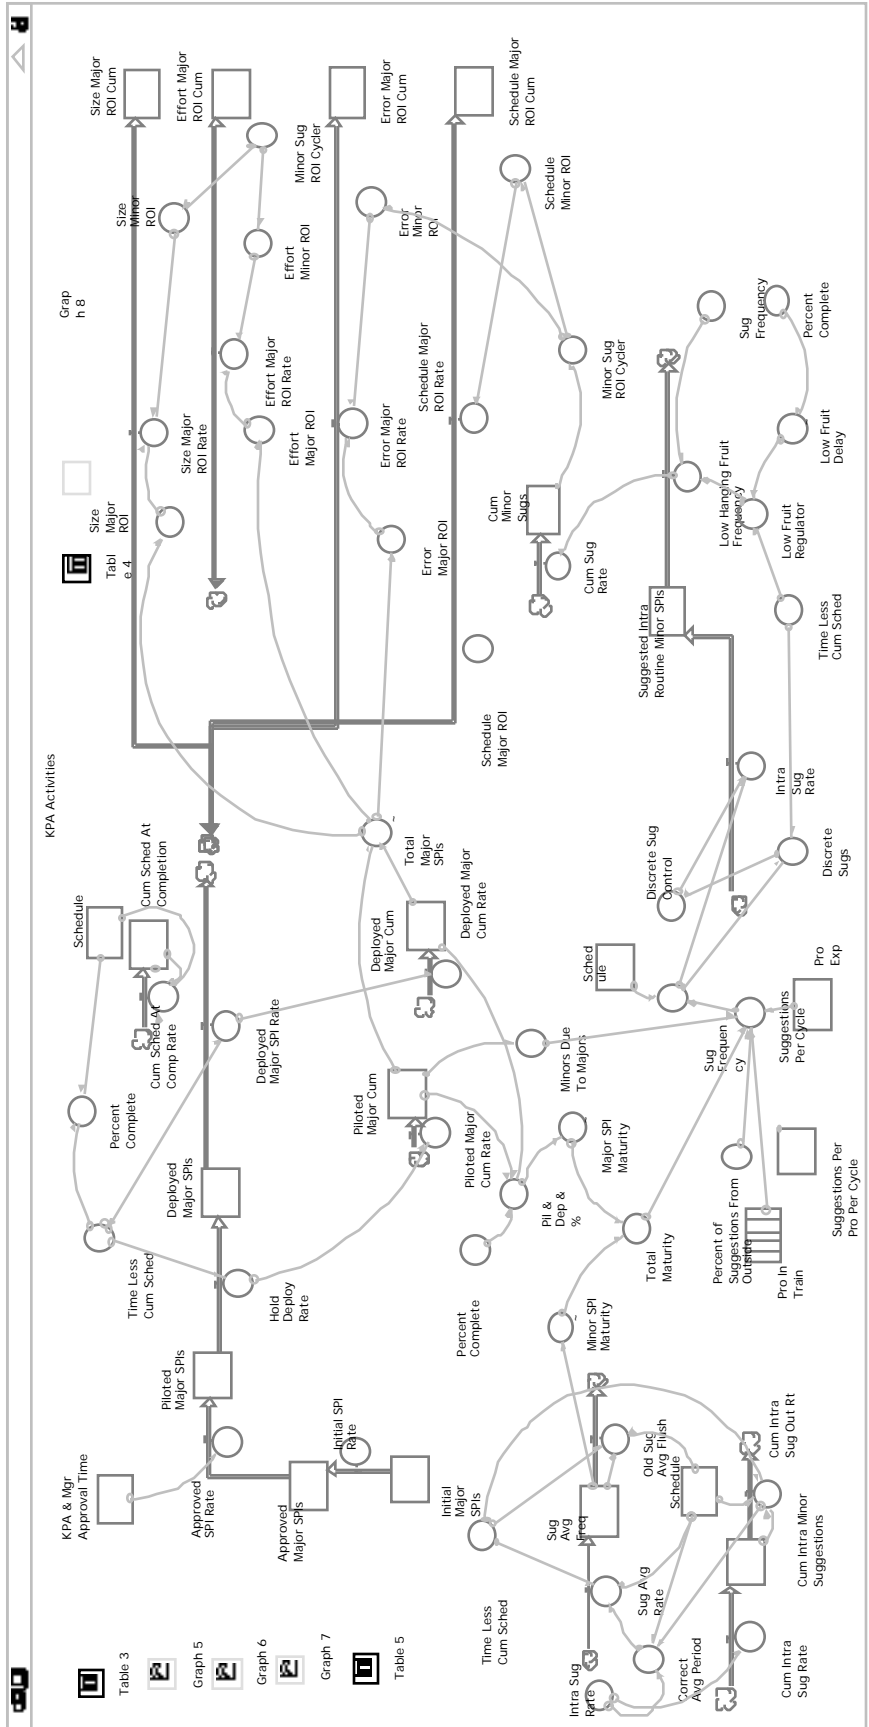 KPA Activities
Grap
h 8
Table 3
Graph 5
Graph 6
Graph 7
Table 5
KPA & Mgr
Approval Time
Approved
SPI Rate
Approved
Major SPIs
Initial SPI
Rate
Initial
Major
SPIs
Piloted
Major SPIs
Time Less
Cum Sched
Hold
Deploy
Rate
Deployed
Major SPIs
Percent
Complete
Schedule
Cum Sched At
Completion
Cum Sched At
Comp Rate
Deployed
Major SPI Rate
Piloted
Major Cum
Piloted Major
Cum Rate
Deployed
Major Cum
Deployed Major
Cum Rate
Total
Major
SPIs
Tabl
e 4
Size
Major
ROI
Size Major
ROI Rate
Size
Minor
ROI
Size Major
ROI Cum
Effort Major
ROI Cum
Minor Sug
ROI Cycler
Effort
Minor ROI
Effort Major
ROI Rate
Effort
Major ROI
Error Major
ROI Cum
Error
Minor
ROI
Error Major
ROI Rate
Error
Major ROI
Schedule Major
ROI Cum
Schedule
Minor ROI
Schedule Major
ROI Rate
Schedule
Major ROI
Minor Sug
ROI Cycler
Cum
Minor
Sugs
Cum Sug
Rate
Percent
Complete
Pil &
Dep &
%
Major SPI
Maturity
Minors Due
To Majors
Minor SPI
Maturity
Total
Maturity
Time Less
Cum Sched
Sug
Avg
Freq
Old Sug
Avg Flush
Schedule
Sug Avg
Rate
Intra Sug
Rate
Correct
Avg Period
Cum Intra
Sug Rate
Cum Intra Minor
Suggestions
Cum Intra
Sug Out Rt
Percent of
Suggestions From
Outside
Pro In
Train
Suggestions Per
Pro Per Cycle
Sug
Frequen
cy
Suggestions
Per Cycle
Pro
Exp
Sched
ule
Discrete Sug
Control
Discrete
Sugs
Intra
Sug
Rate
Suggested Intra
Routine Minor SPIs
Time Less
Cum Sched
Low Hanging Fruit
Frequency
Low Fruit
Regulator
Low Fruit
Delay
Sug
Frequency
Percent
Complete